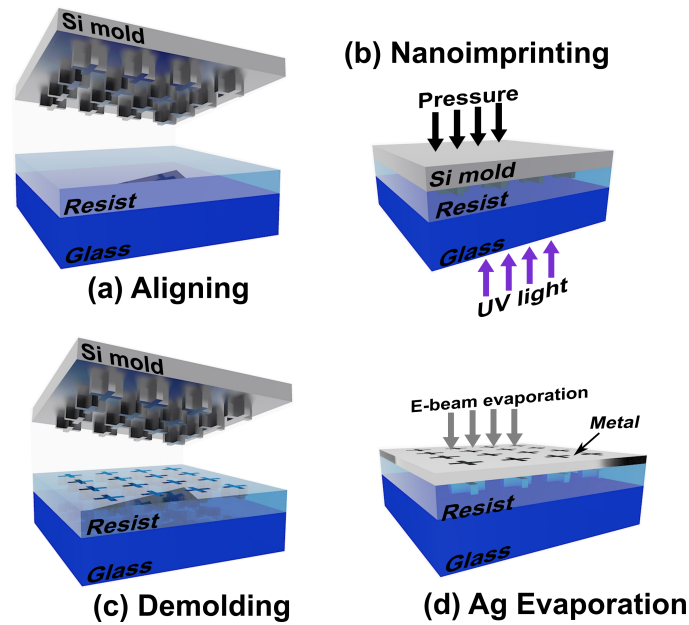 Si mold
Resist
Glass
(a) Aligning
(b) Nanoimprinting
Pressure
Si mold
Resist
Glass
UV light
Si mold
Resist
Glass
(c) Demolding
E-beam evaporation
Metal
Resist
Glass
(d) Ag Evaporation